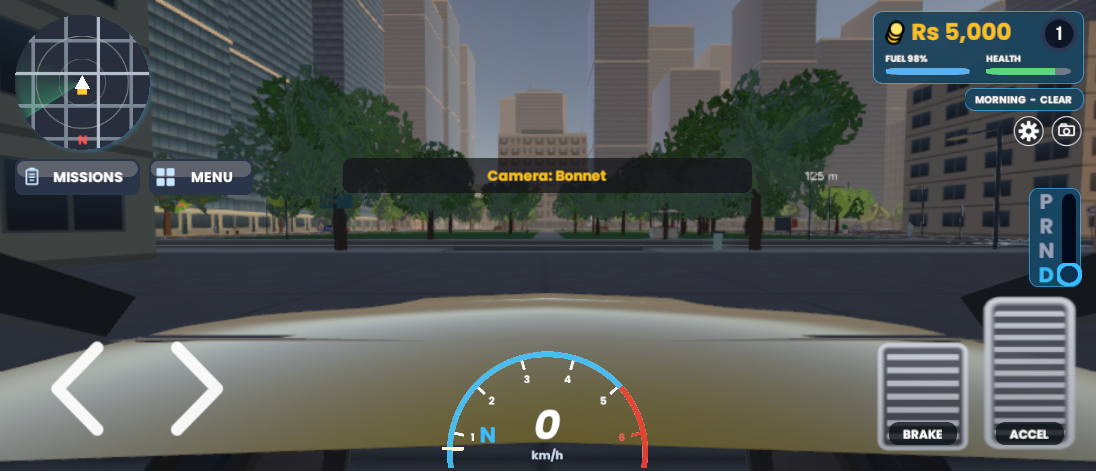 Rs 5,000
1
FUEL 98%
HEALTH
MORNING - CLEAR
N
MISSIONS
MENU
Camera: Bonnet
125 m
P
R
N
D
1
2
3
4
5
6
N
0
km/h
BRAKE
ACCEL